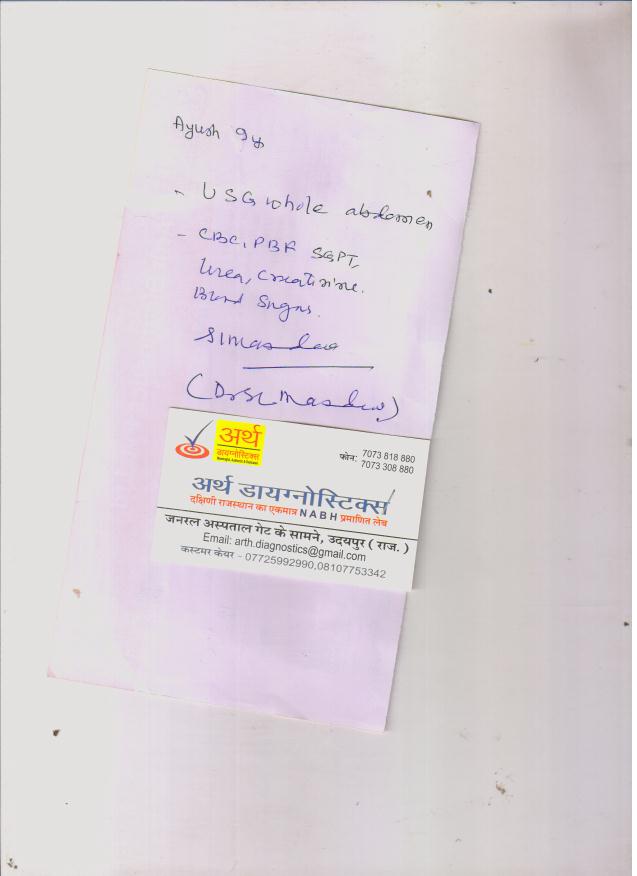 Ayush 9y
- USG whole abdomen
- CBC, PBF SGPT,
Urea, Creatinine.
Blood Sugar.
(Dr SL
अर्थ
डायग्नोस्टिक्स
फोन: 7073 818 880
7073 308 880
अर्थ डायग्नोस्टिक्स
दक्षिणी राजस्थान का एकमात्र NABH प्रमाणित लेब
जनरल अस्पताल गेट के सामने, उदयपुर ( राज. )
Email: arth.diagnostics@gmail.com
कस्टमर केयर - 07725992990,08107753342